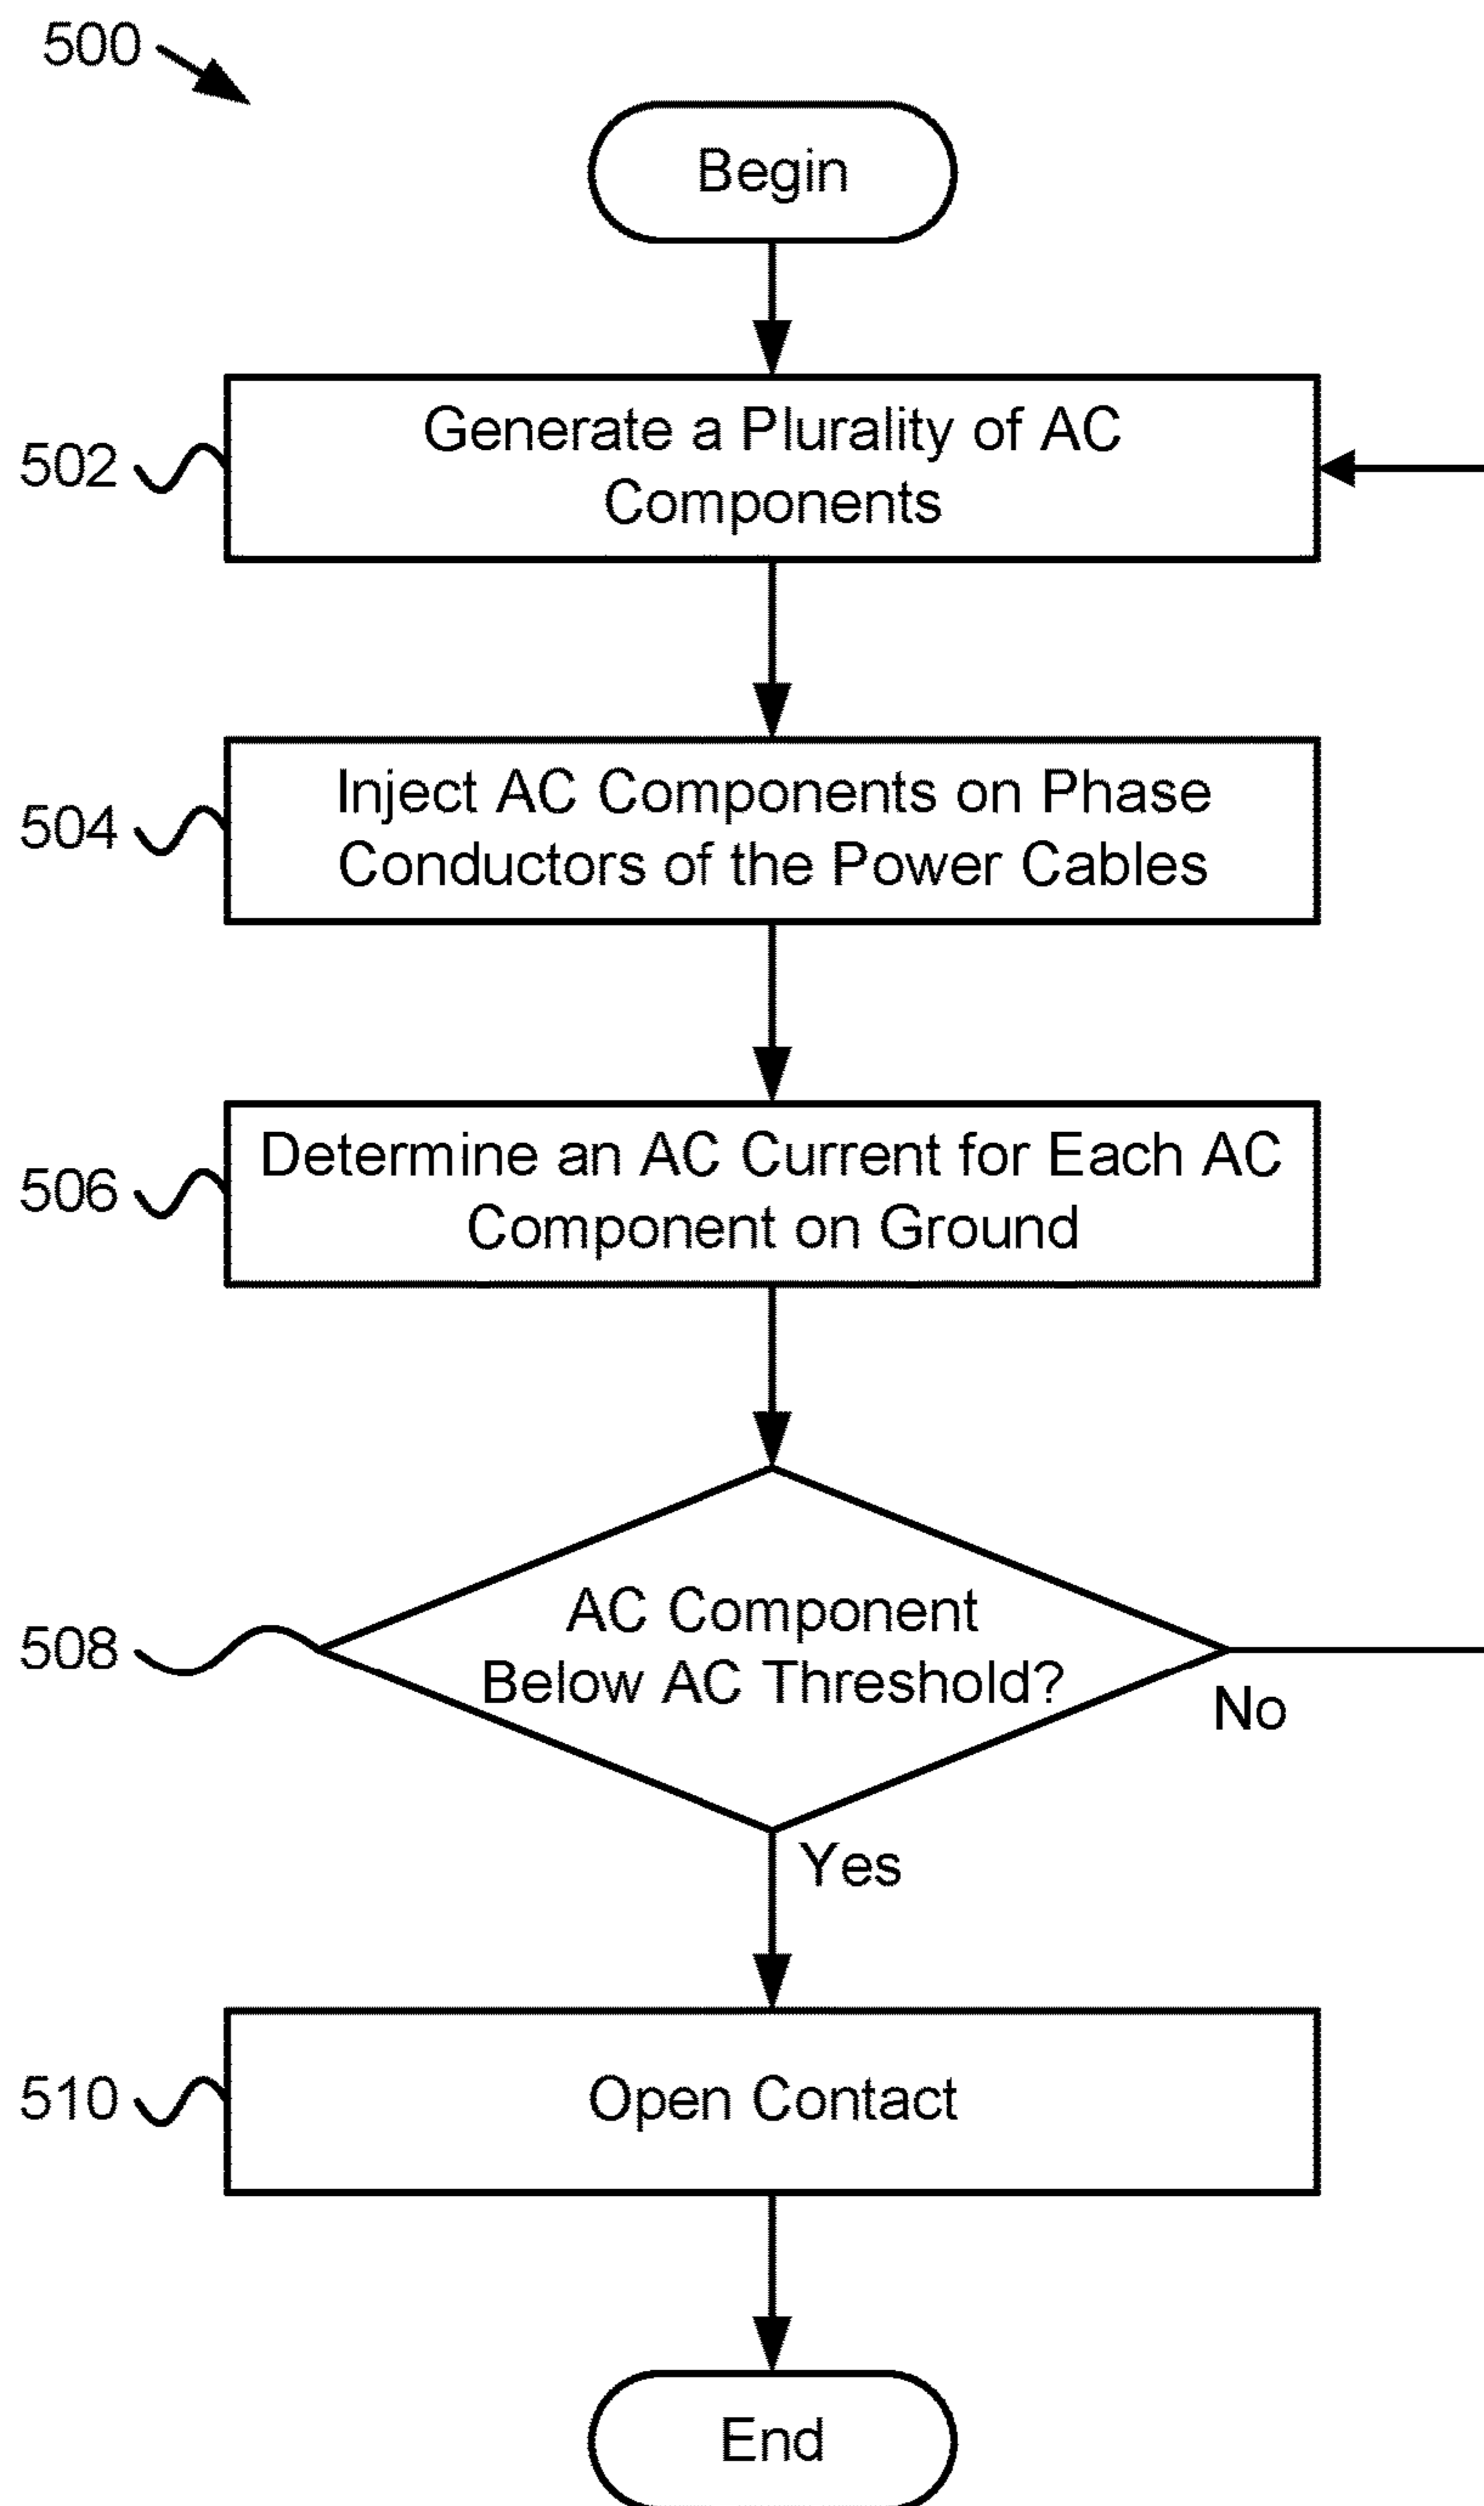 500
Begin
502
Generate a Plurality of AC
Components
504
Inject AC Components on Phase
Conductors of the Power Cables
506
Determine an AC Current for Each AC
Component on Ground
508
AC Component
Below AC Threshold?
No
Yes
510
Open Contact
End